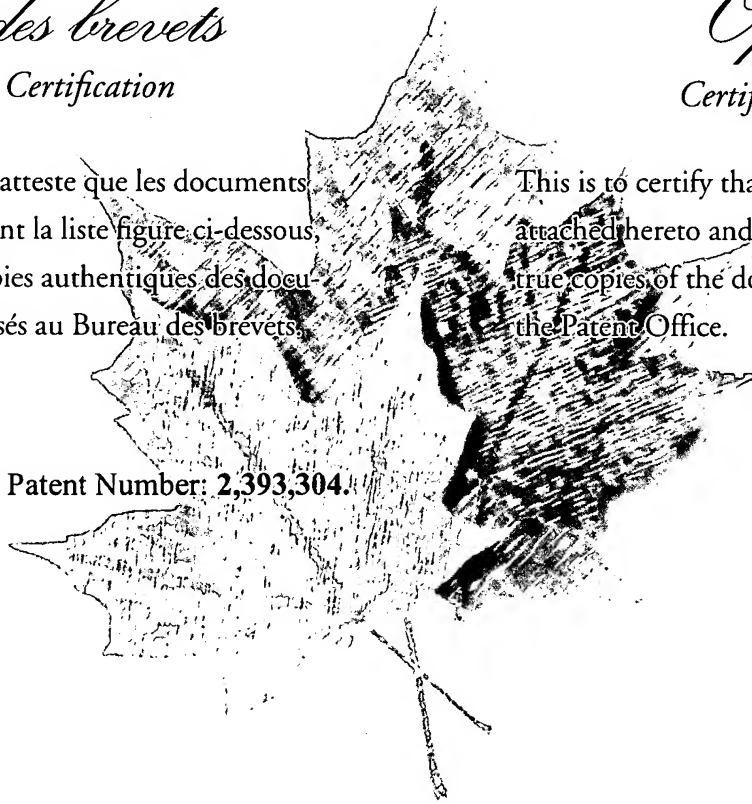 des brevets
Certification
atteste que les documents
nt la liste figure ci-dessous,
pies authentiques des docu-
sés au Bureau des brevets.
Certif
This is to certify tha
attached hereto and
true copies of the do
the Patent Office.
Patent Number: 2,393,304.